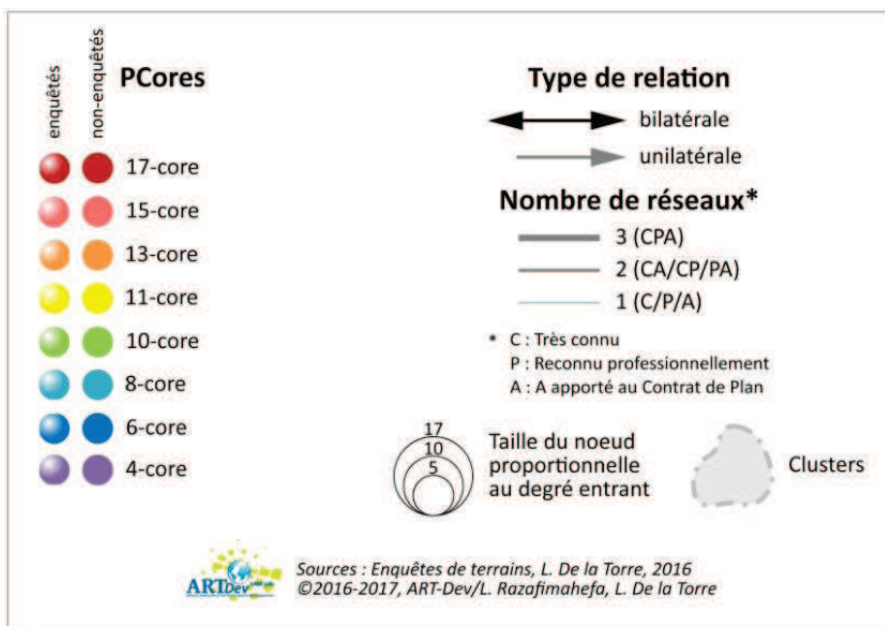 enquêtés
non-enquêtés
PCores
17-core
15-core
13-core
11-core
10-core
8-core
6-core
4-core
Type de relation
bilatérale
unilatérale
Nombre de réseaux*
3 (CPA)
2 (CA/CP/PA)
1 (C/P/A)
* C : Très connu
P : Reconnu professionnellement
A : A apporté au Contrat de Plan
17
10
5
Taille du noeud
proportionnelle
au degré entrant
Clusters
ARTDev
Sources : Enquêtes de terrains, L. De la Torre, 2016
©2016-2017, ART-Dev/L. Razafimahefa, L. De la Torre